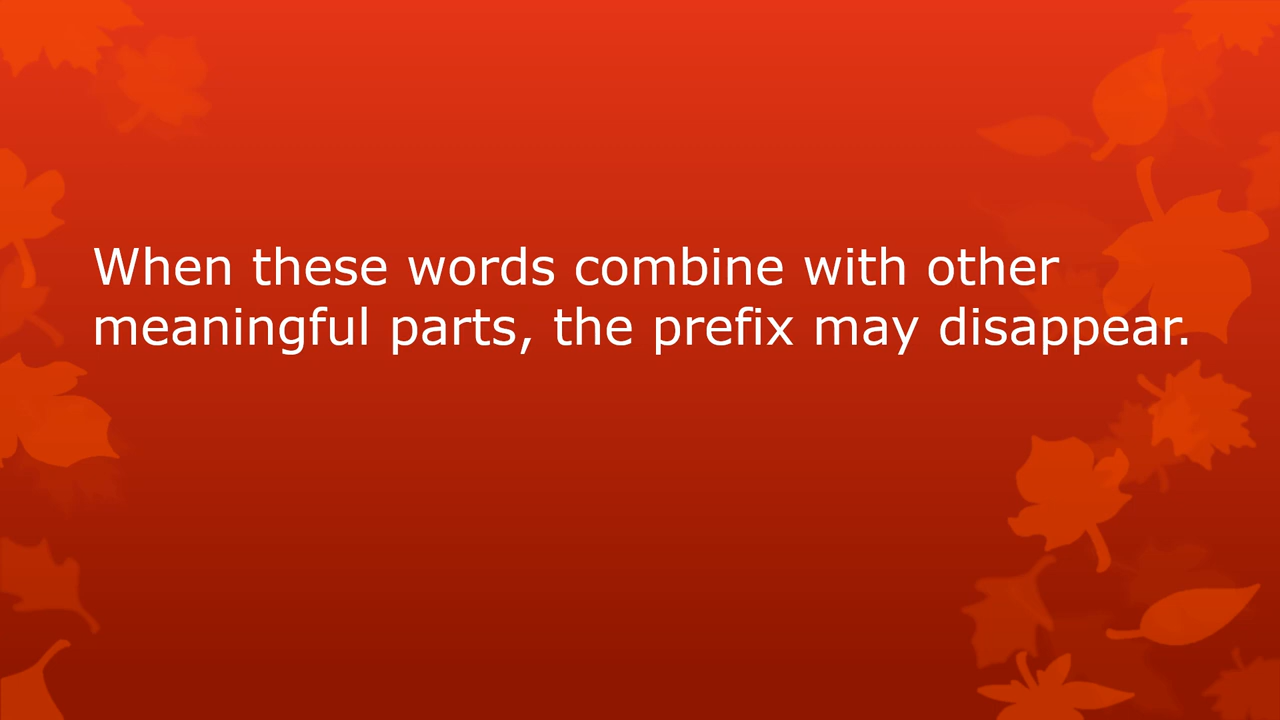 When these words combine with other
meaningful parts, the prefix may disappear.